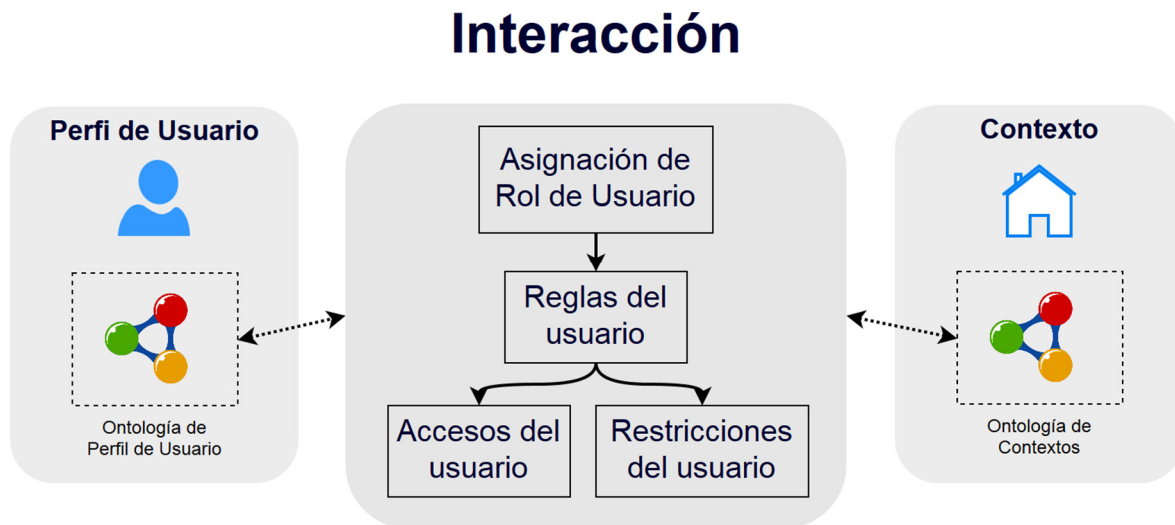 Interacción
Perfi de Usuario
Ontología de
Perfil de Usuario
Asignación de
Rol de Usuario
Reglas del
usuario
Accesos del
usuario
Restricciones
del usuario
Contexto
Ontología de
Contextos